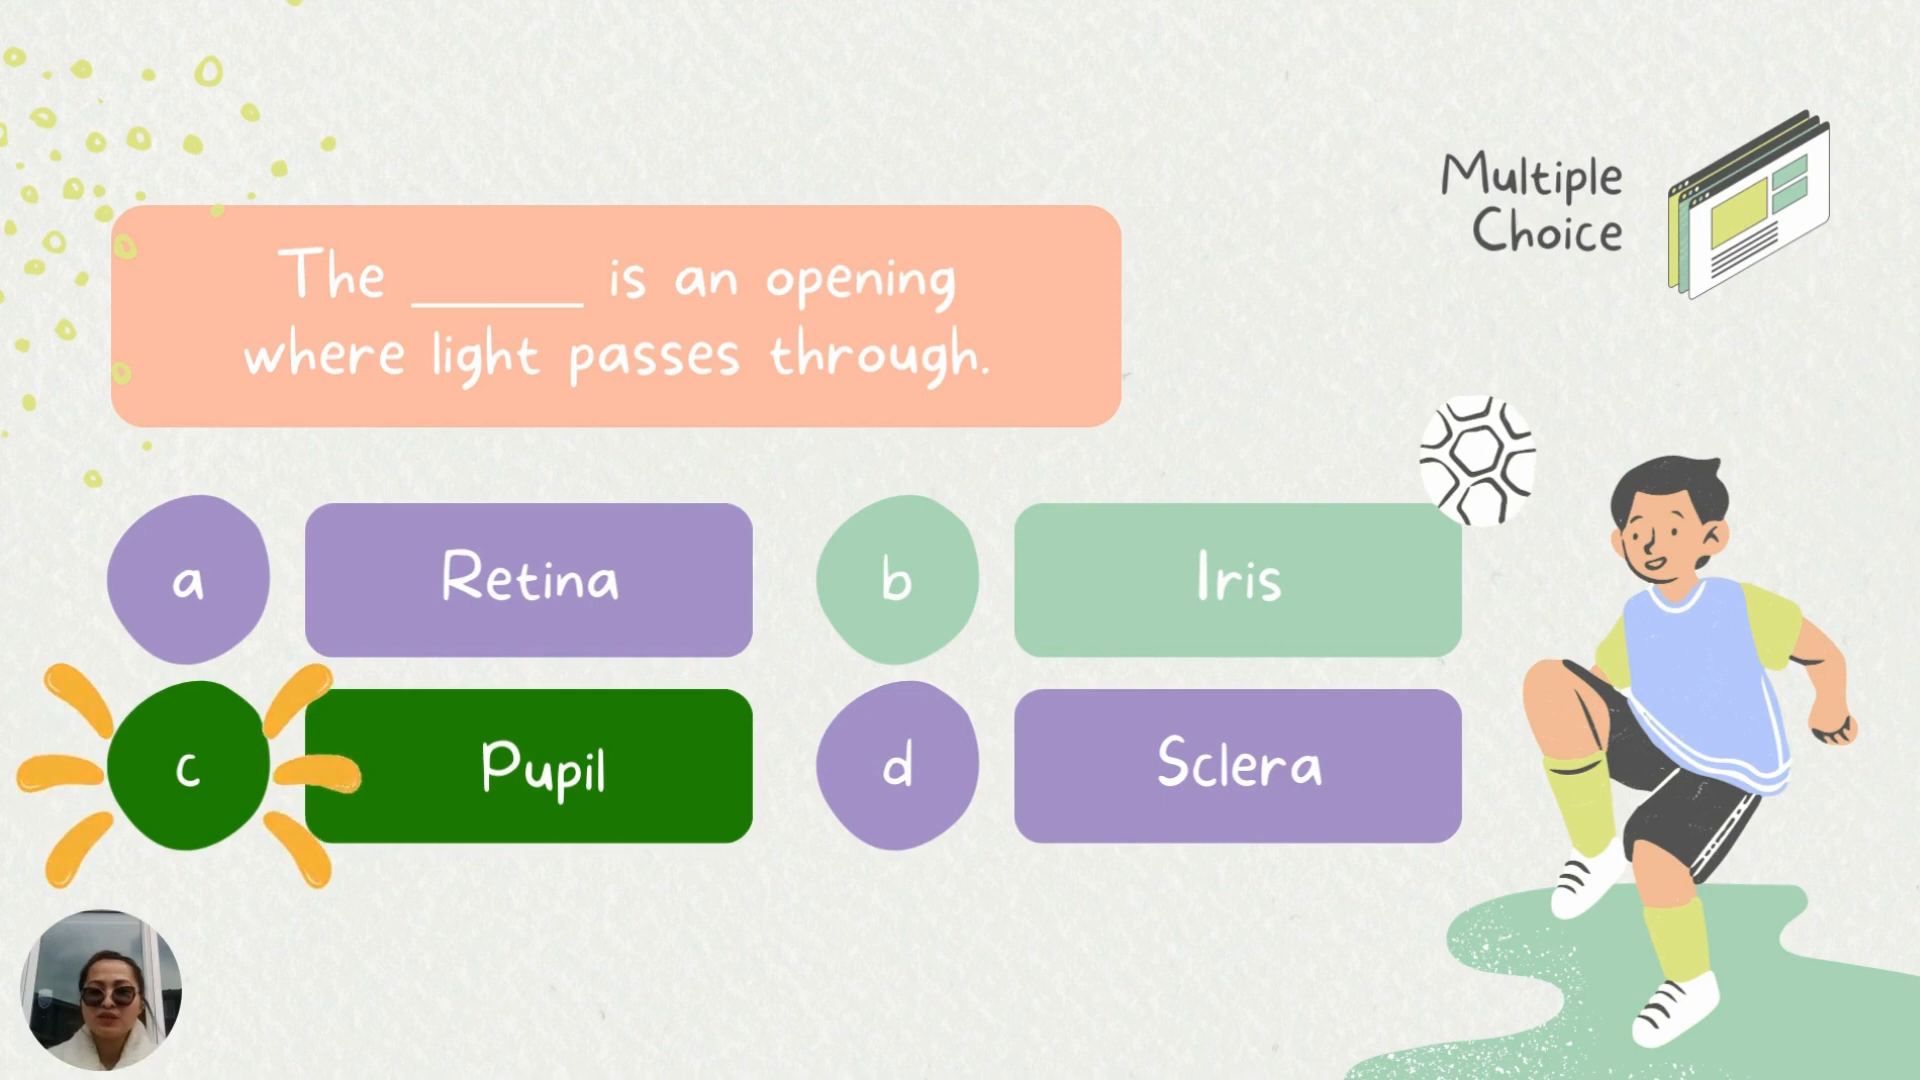 Multiple
Choice
The ______ is an opening
where light passes through.
a
Retina
b
Iris
c
Pupil
d
Sclera